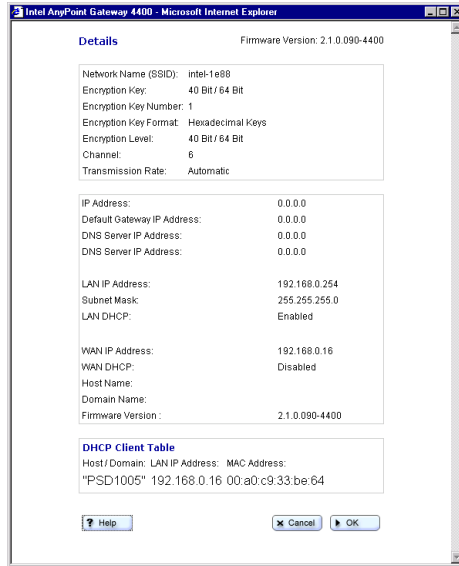 Intel AnyPoint Gateway 4400 - Microsoft Internet Explorer
Details Firmware Version: 2.1.0.090-4400
Network Name (SSID): intel-1e88
Encryption Key: 40 Bit / 64 Bit
Encryption Key Number: 1
Encryption Key Format: Hexadecimal Keys
Encryption Level: 40 Bit / 64 Bit
Channel: 6
Transmission Rate: Automatic
IP Address: 0.0.0.0
Default Gateway IP Address: 0.0.0.0
DNS Server IP Address: 0.0.0.0
DNS Server IP Address: 0.0.0.0
LAN IP Address: 192.168.0.254
Subnet Mask: 255.255.255.0
LAN DHCP: Enabled
WAN IP Address: 192.168.0.16
WAN DHCP: Disabled
Host Name:
Domain Name:
Firmware Version : 2.1.0.090-4400
DHCP Client Table
Host / Domain: LAN IP Address: MAC Address:
"PSD1005" 192.168.0.16 00:a0:c9:33:be:64
? Help x Cancel OK